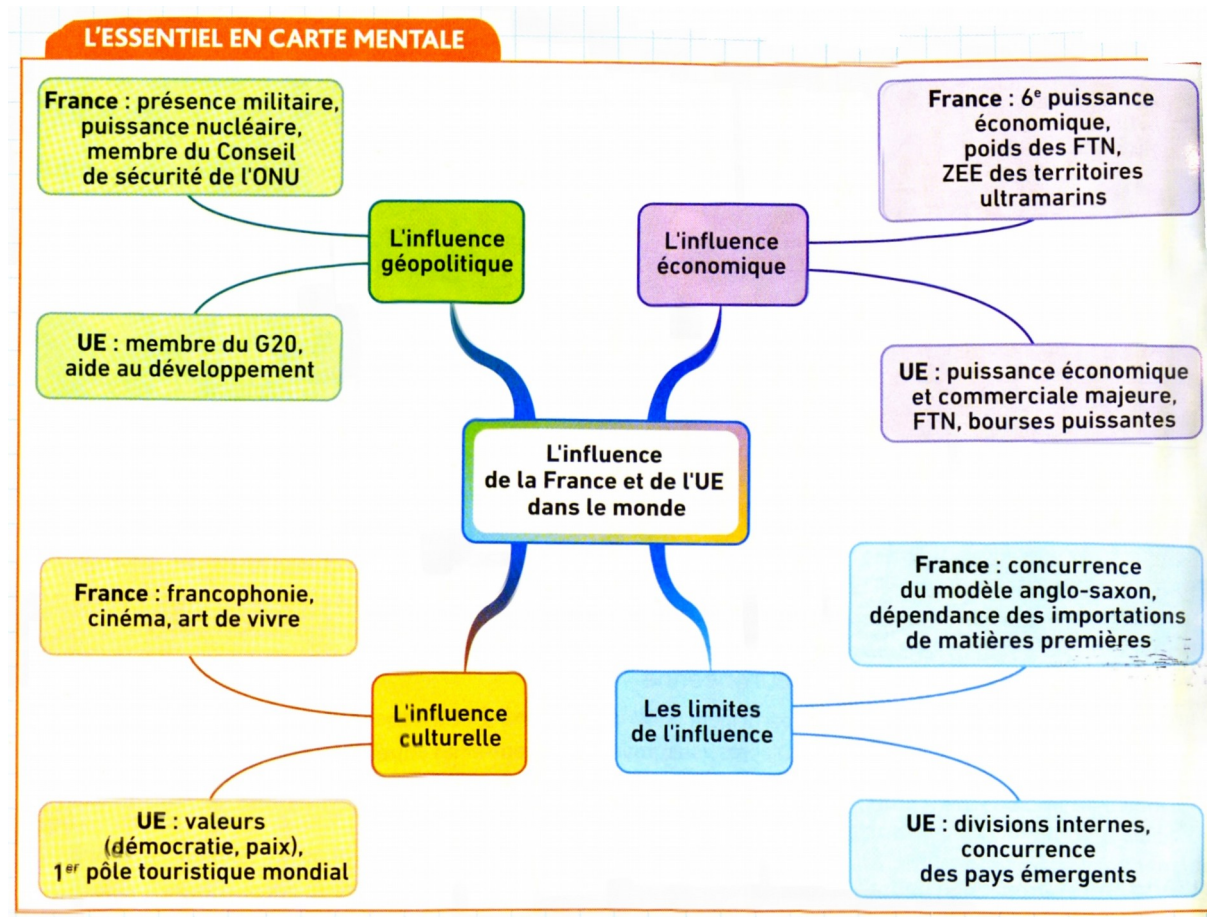 L'ESSENTIEL EN CARTE MENTALE
France : présence militaire,
puissance nucléaire,
membre du Conseil
de sécurité de l'ONU
France : 6e puissance
économique,
poids des FTN,
ZEE des territoires
ultramarins
L'influence
géopolitique
L'influence
économique
UE : membre du G20,
aide au développement
UE : puissance économique
et commerciale majeure,
FTN, bourses puissantes
L'influence
de la France et de l'UE
dans le monde
France : francophonie,
cinéma, art de vivre
France : concurrence
du modèle anglo-saxon,
dépendance des importations
de matières premières
L'influence
culturelle
Les limites
de l'influence
UE : valeurs
(démocratie, paix),
1er pôle touristique mondial
UE : divisions internes,
concurrence
des pays émergents